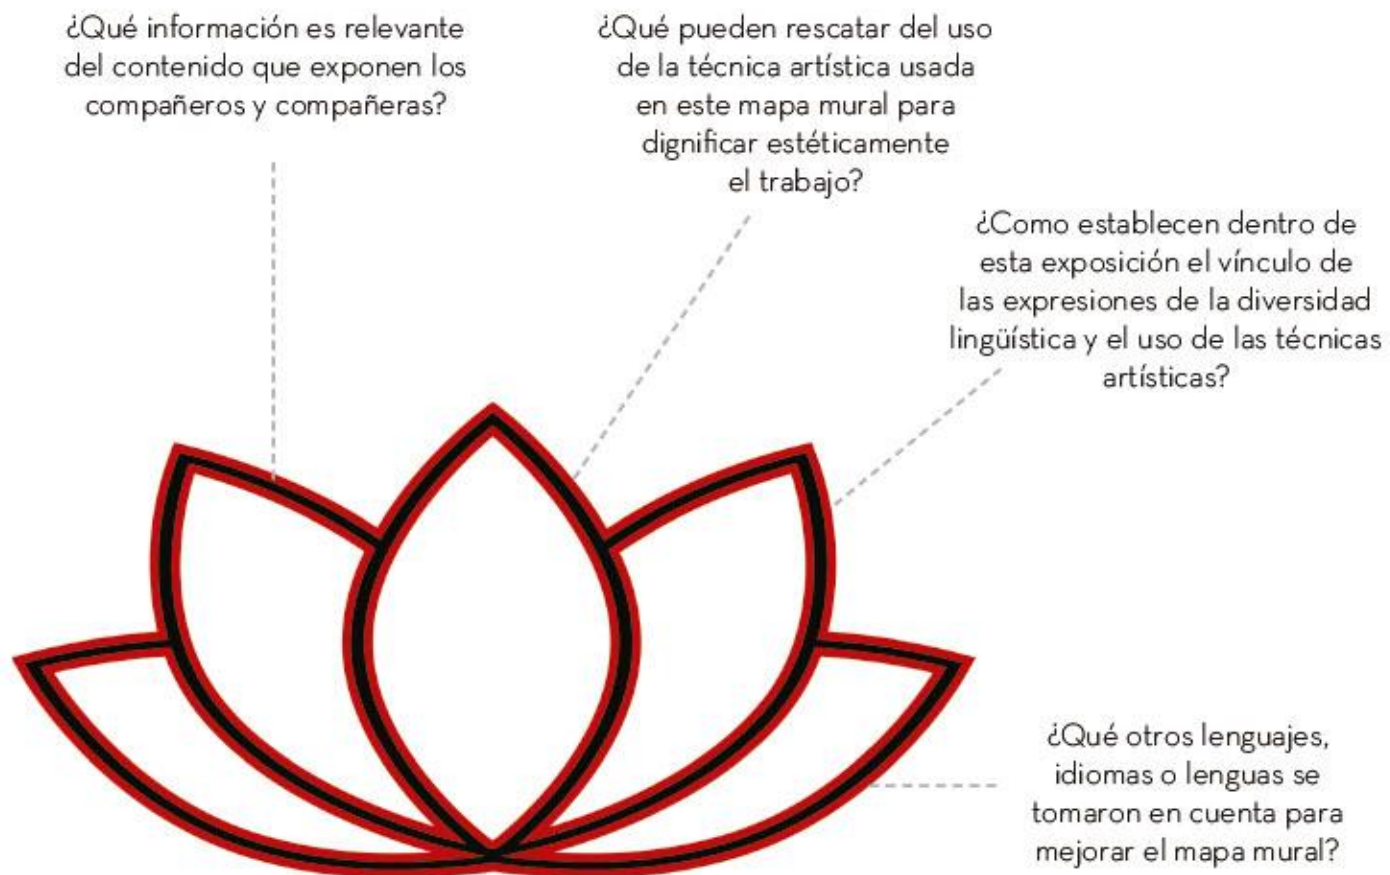 ¿Qué información es relevante
del contenido que exponen los
compañeros y compañeras?
¿Qué pueden rescatar del uso
de la técnica artística usada
en este mapa mural para
dignificar estéticamente
el trabajo?
¿Como establecen dentro de
esta exposición el vínculo de
las expresiones de la diversidad
lingüística y el uso de las técnicas
artísticas?
¿Qué otros lenguajes,
idiomas o lenguas se
tomaron en cuenta para
mejorar el mapa mural?